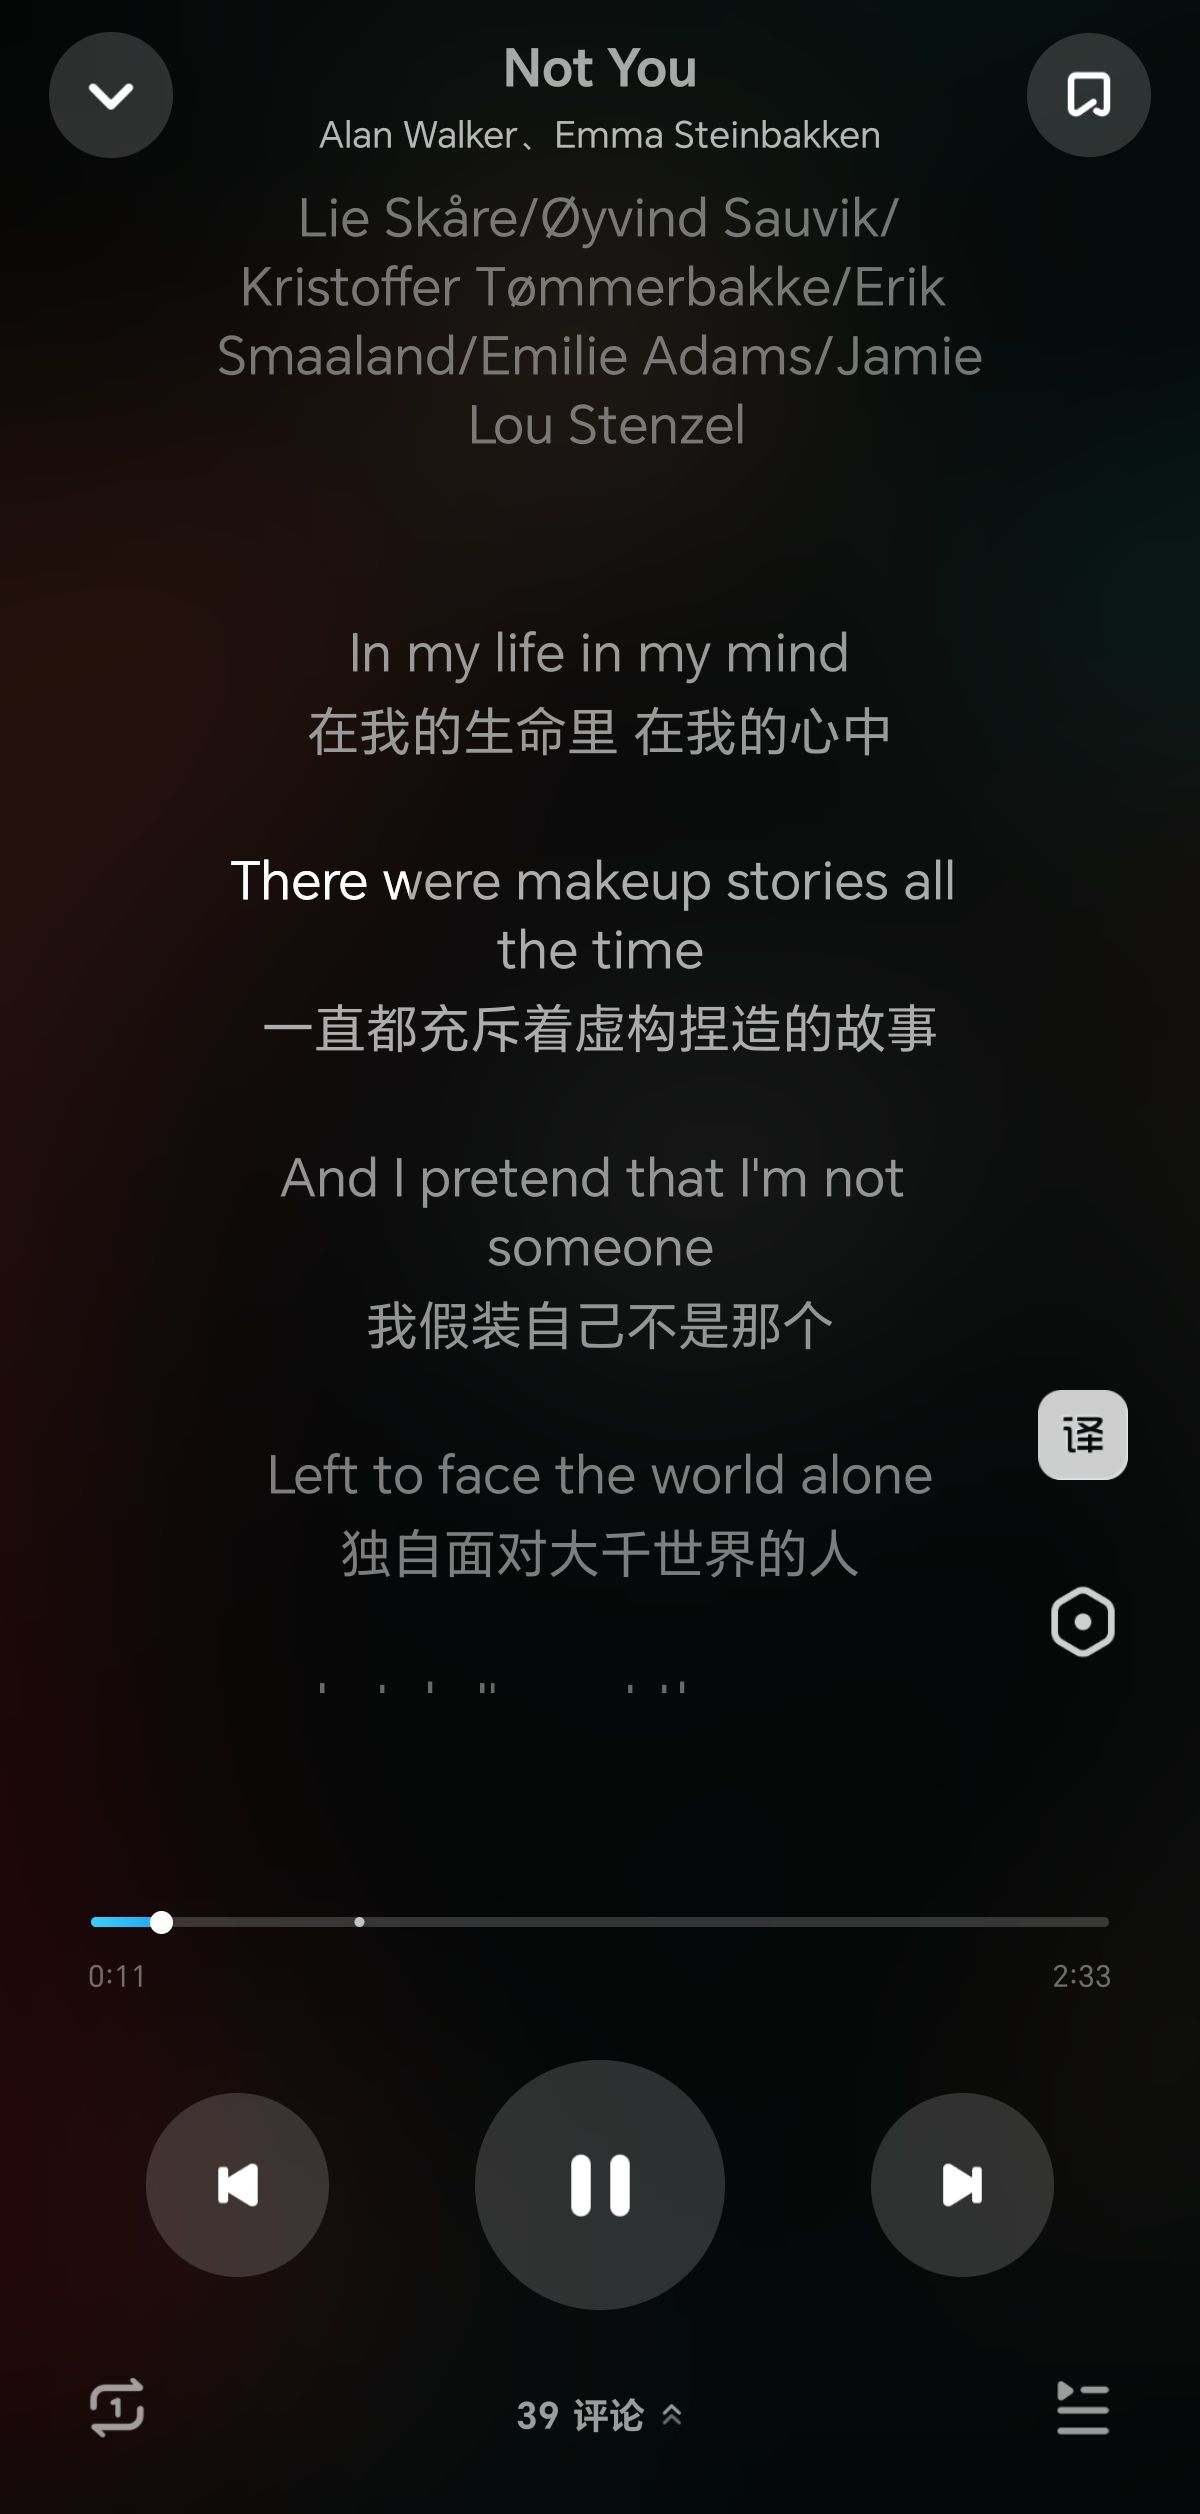 Not You
Alan Walker、Emma Steinbakken
Lie Skåre/Øyvind Sauvik/
Kristoffer Tømmerbakke/Erik
Smaaland/Emilie Adams/Jamie
Lou Stenzel
In my life in my mind
在我的生命里 在我的心中
There were makeup stories all
the time
一直都充斥着虚构捏造的故事
And I pretend that I'm not
someone
我假装自己不是那个
Left to face the world alone
独自面对大千世界的人
译
0:11
2:33
1
39 评论